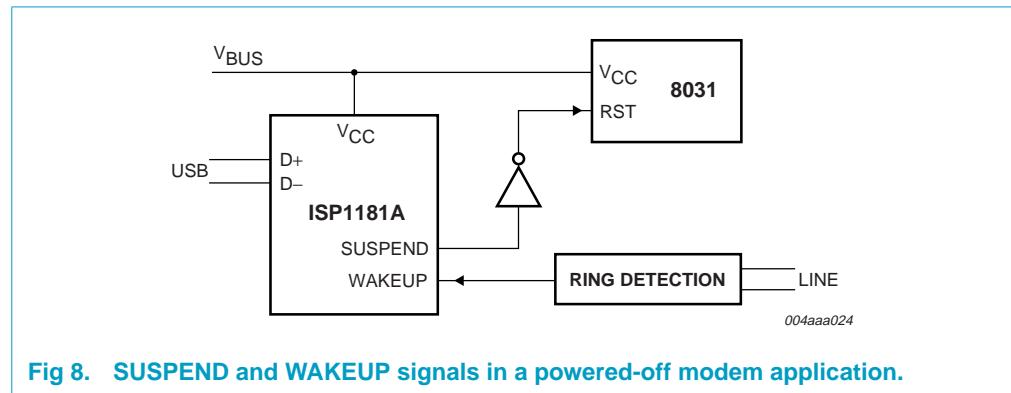 VBUS
VCC
8031
RST
VCC
USB
D+
D−
ISP1181A
SUSPEND
WAKEUP
RING DETECTION
LINE
004aaa024
Fig 8. SUSPEND and WAKEUP signals in a powered-off modem application.